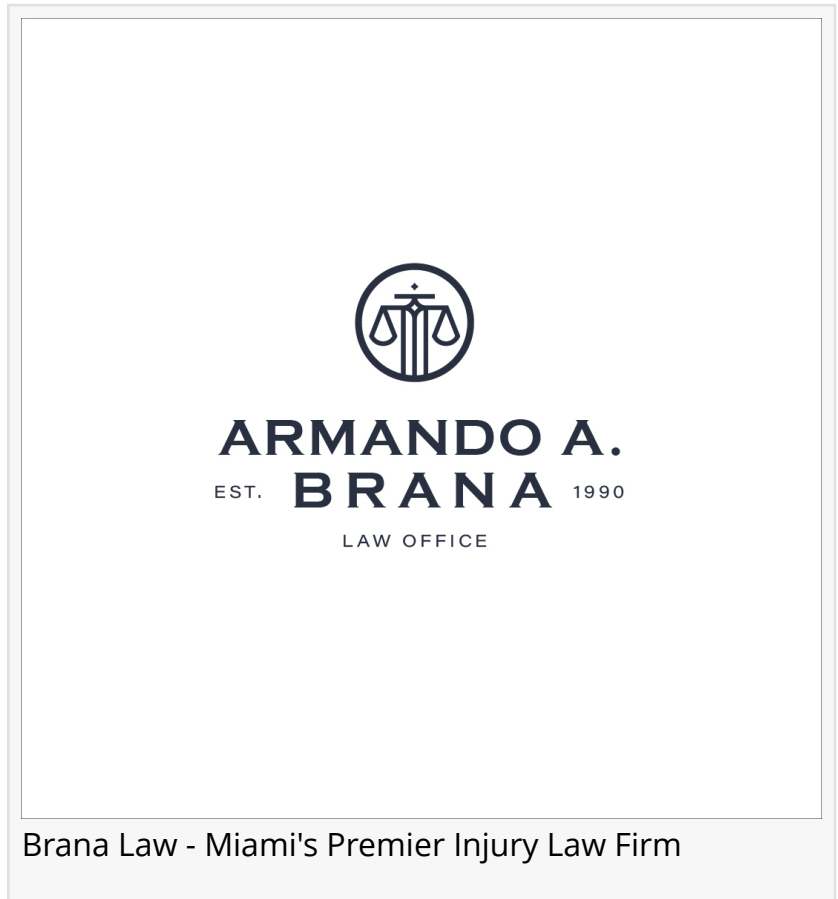 ARMANDO A.
EST. BRANA 1990
LAW OFFICE
Brana Law - Miami's Premier Injury Law Firm